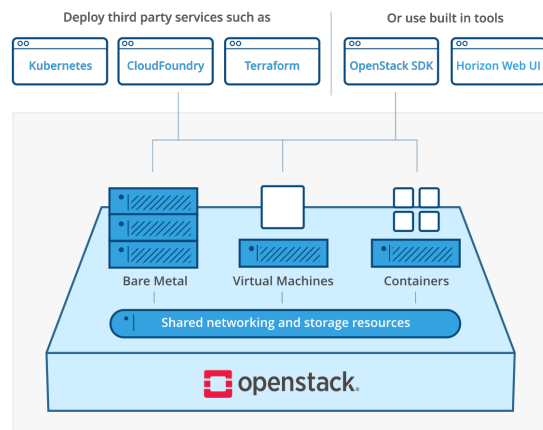 Deploy third party services such as
Or use built in tools
Kubernetes
CloudFoundry
Terraform
OpenStack SDK
Horizon Web UI
Bare Metal
Virtual Machines
Containers
Shared networking and storage resources
openstack.